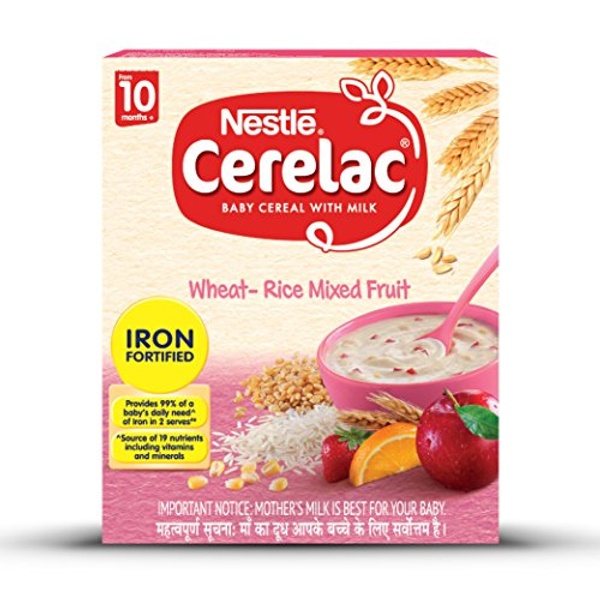 From
10
months +
Nestlé®
Cerelac®
BABY CEREAL WITH MILK
Wheat- Rice Mixed Fruit
IRON
FORTIFIED
Provides 99% of a
baby's daily need^
of Iron in 2 serves**
^Source of 19 nutrients
including vitamins
and minerals
IMPORTANT NOTICE: MOTHER'S MILK IS BEST FOR YOUR BABY.
महत्वपूर्ण सूचना: माँ का दूध आपके बच्चे के लिए सर्वोत्तम है।